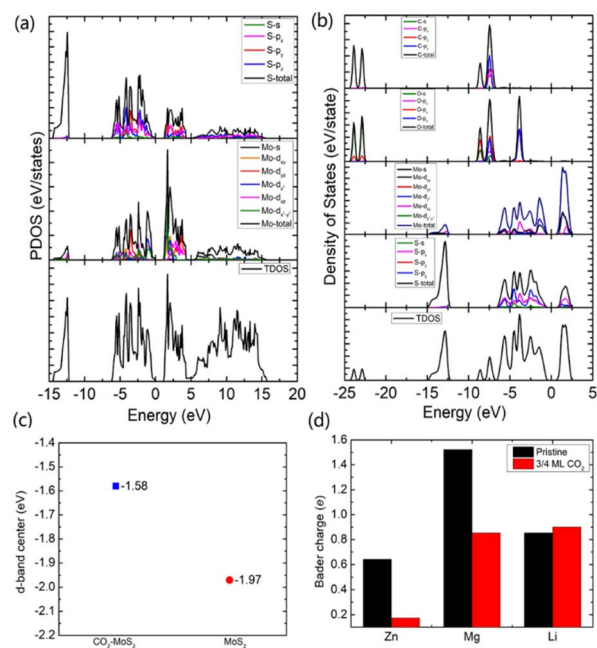 (a)
S-s
S-px
S-py
S-pz
S-total
Mo-s
Mo-dxy
Mo-dyz
Mo-dz²
Mo-dxz
Mo-dx²-y²
Mo-total
TDOS
PDOS (eV/states)
-15 -10 -5 0 5 10 15 20
Energy (eV)
(b)
C-s
C-px
C-py
C-pz
C-total
O-s
O-px
O-py
O-pz
O-total
Mo-s
Mo-dxy
Mo-dyz
Mo-dz²
Mo-dxz
Mo-dx²-y²
Mo-total
S-s
S-px
S-py
S-pz
S-total
TDOS
Density of States (eV/state)
-25 -20 -15 -10 -5 0 5
Energy (eV)
(c)
-1.4
-1.5
-1.6
-1.7
-1.8
-1.9
-2.0
-2.1
-2.2
d-band center (eV)
-1.58
-1.97
CO2-MoS2 MoS2
(d)
1.6
1.4
1.2
1.0
0.8
0.6
0.4
0.2
Bader charge (e)
Pristine
3/4 ML CO2
Zn Mg Li